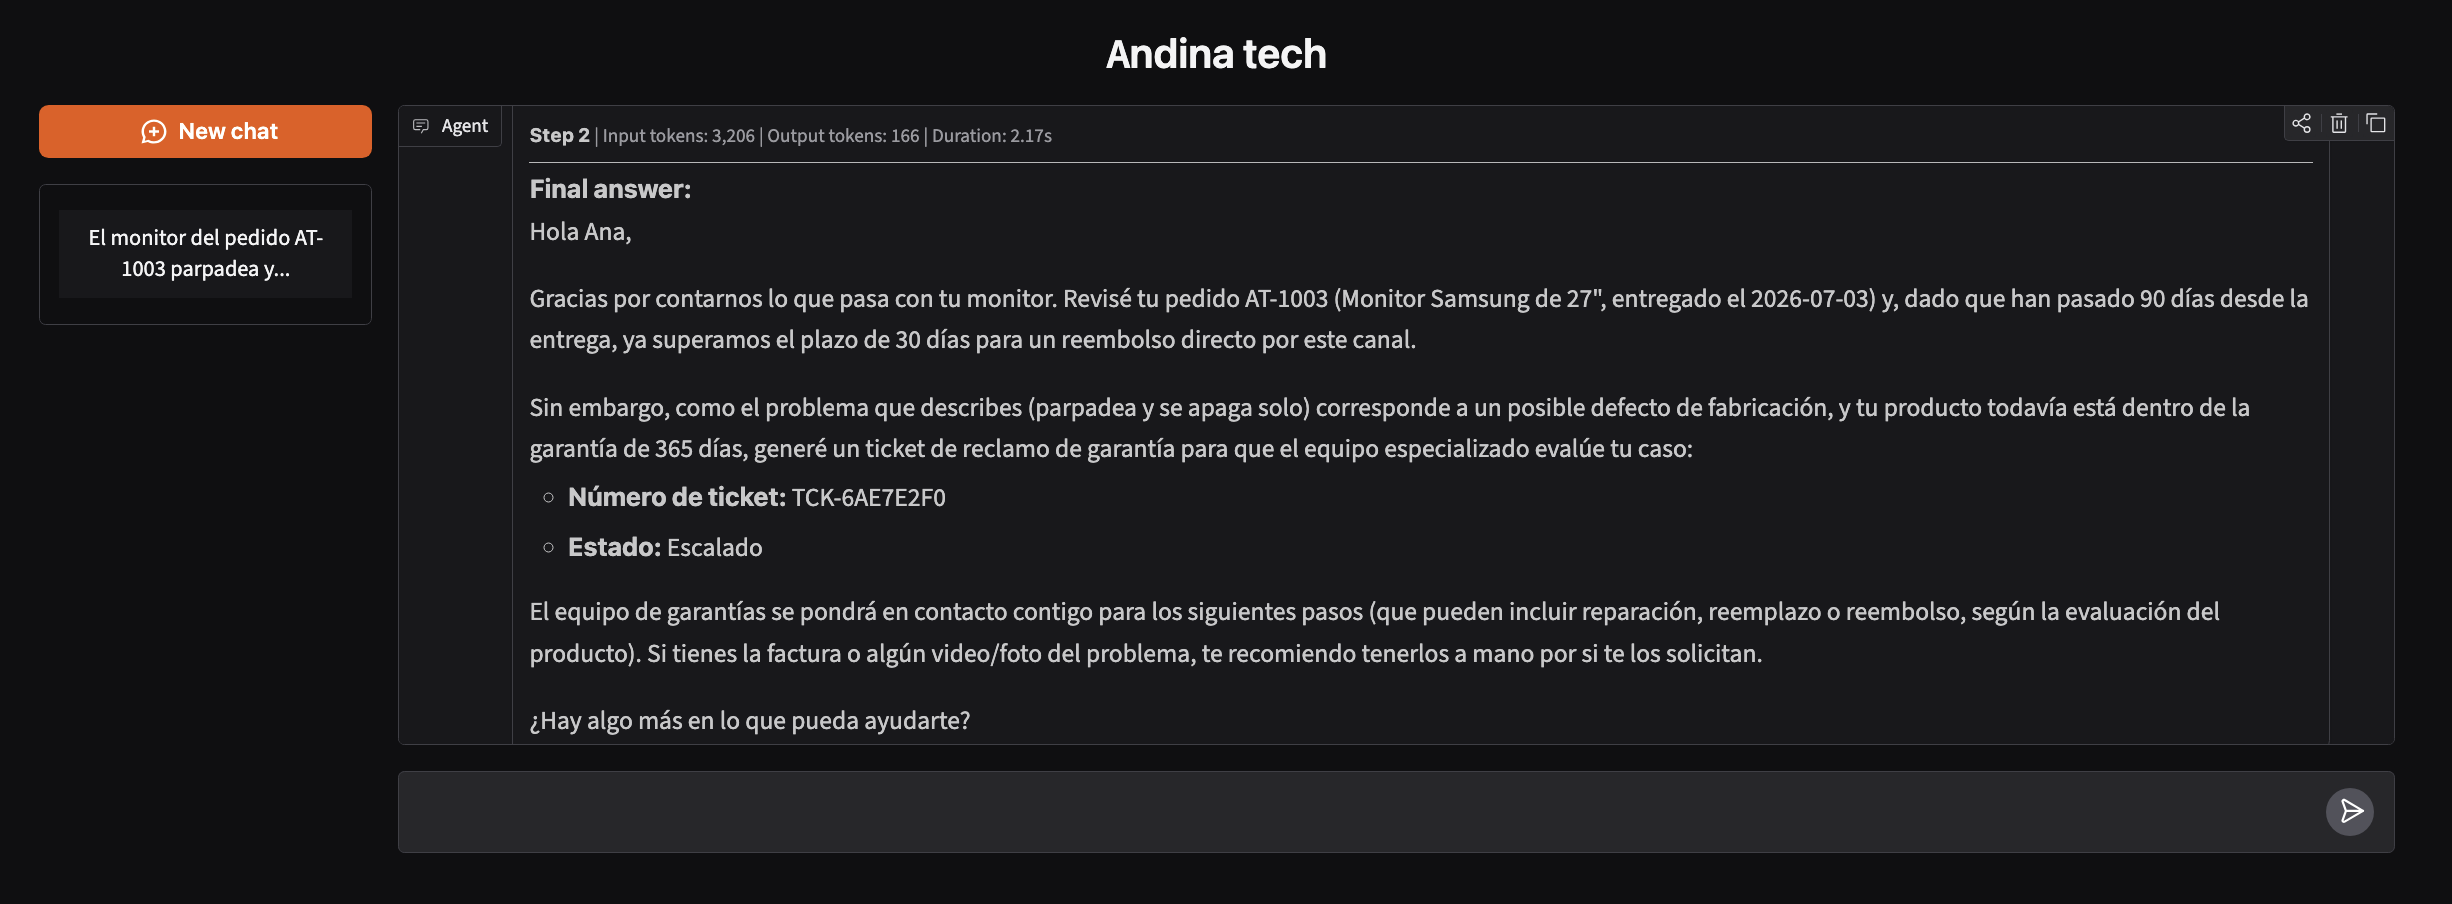 Andina tech
New chat
El monitor del pedido AT-
1003 parpadea y...
Agent
Step 2 | Input tokens: 3,206 | Output tokens: 166 | Duration: 2.17s
Final answer:
Hola Ana,
Gracias por contarnos lo que pasa con tu monitor. Revisé tu pedido AT-1003 (Monitor Samsung de 27", entregado el 2026-07-03) y, dado que han pasado 90 días desde la
entrega, ya superamos el plazo de 30 días para un reembolso directo por este canal.
Sin embargo, como el problema que describes (parpadea y se apaga solo) corresponde a un posible defecto de fabricación, y tu producto todavía está dentro de la
garantía de 365 días, generé un ticket de reclamo de garantía para que el equipo especializado evalúe tu caso:
Número de ticket: TCK-6AE7E2F0
Estado: Escalado
El equipo de garantías se pondrá en contacto contigo para los siguientes pasos (que pueden incluir reparación, reemplazo o reembolso, según la evaluación del
producto). Si tienes la factura o algún video/foto del problema, te recomiendo tenerlos a mano por si te los solicitan.
¿Hay algo más en lo que pueda ayudarte?